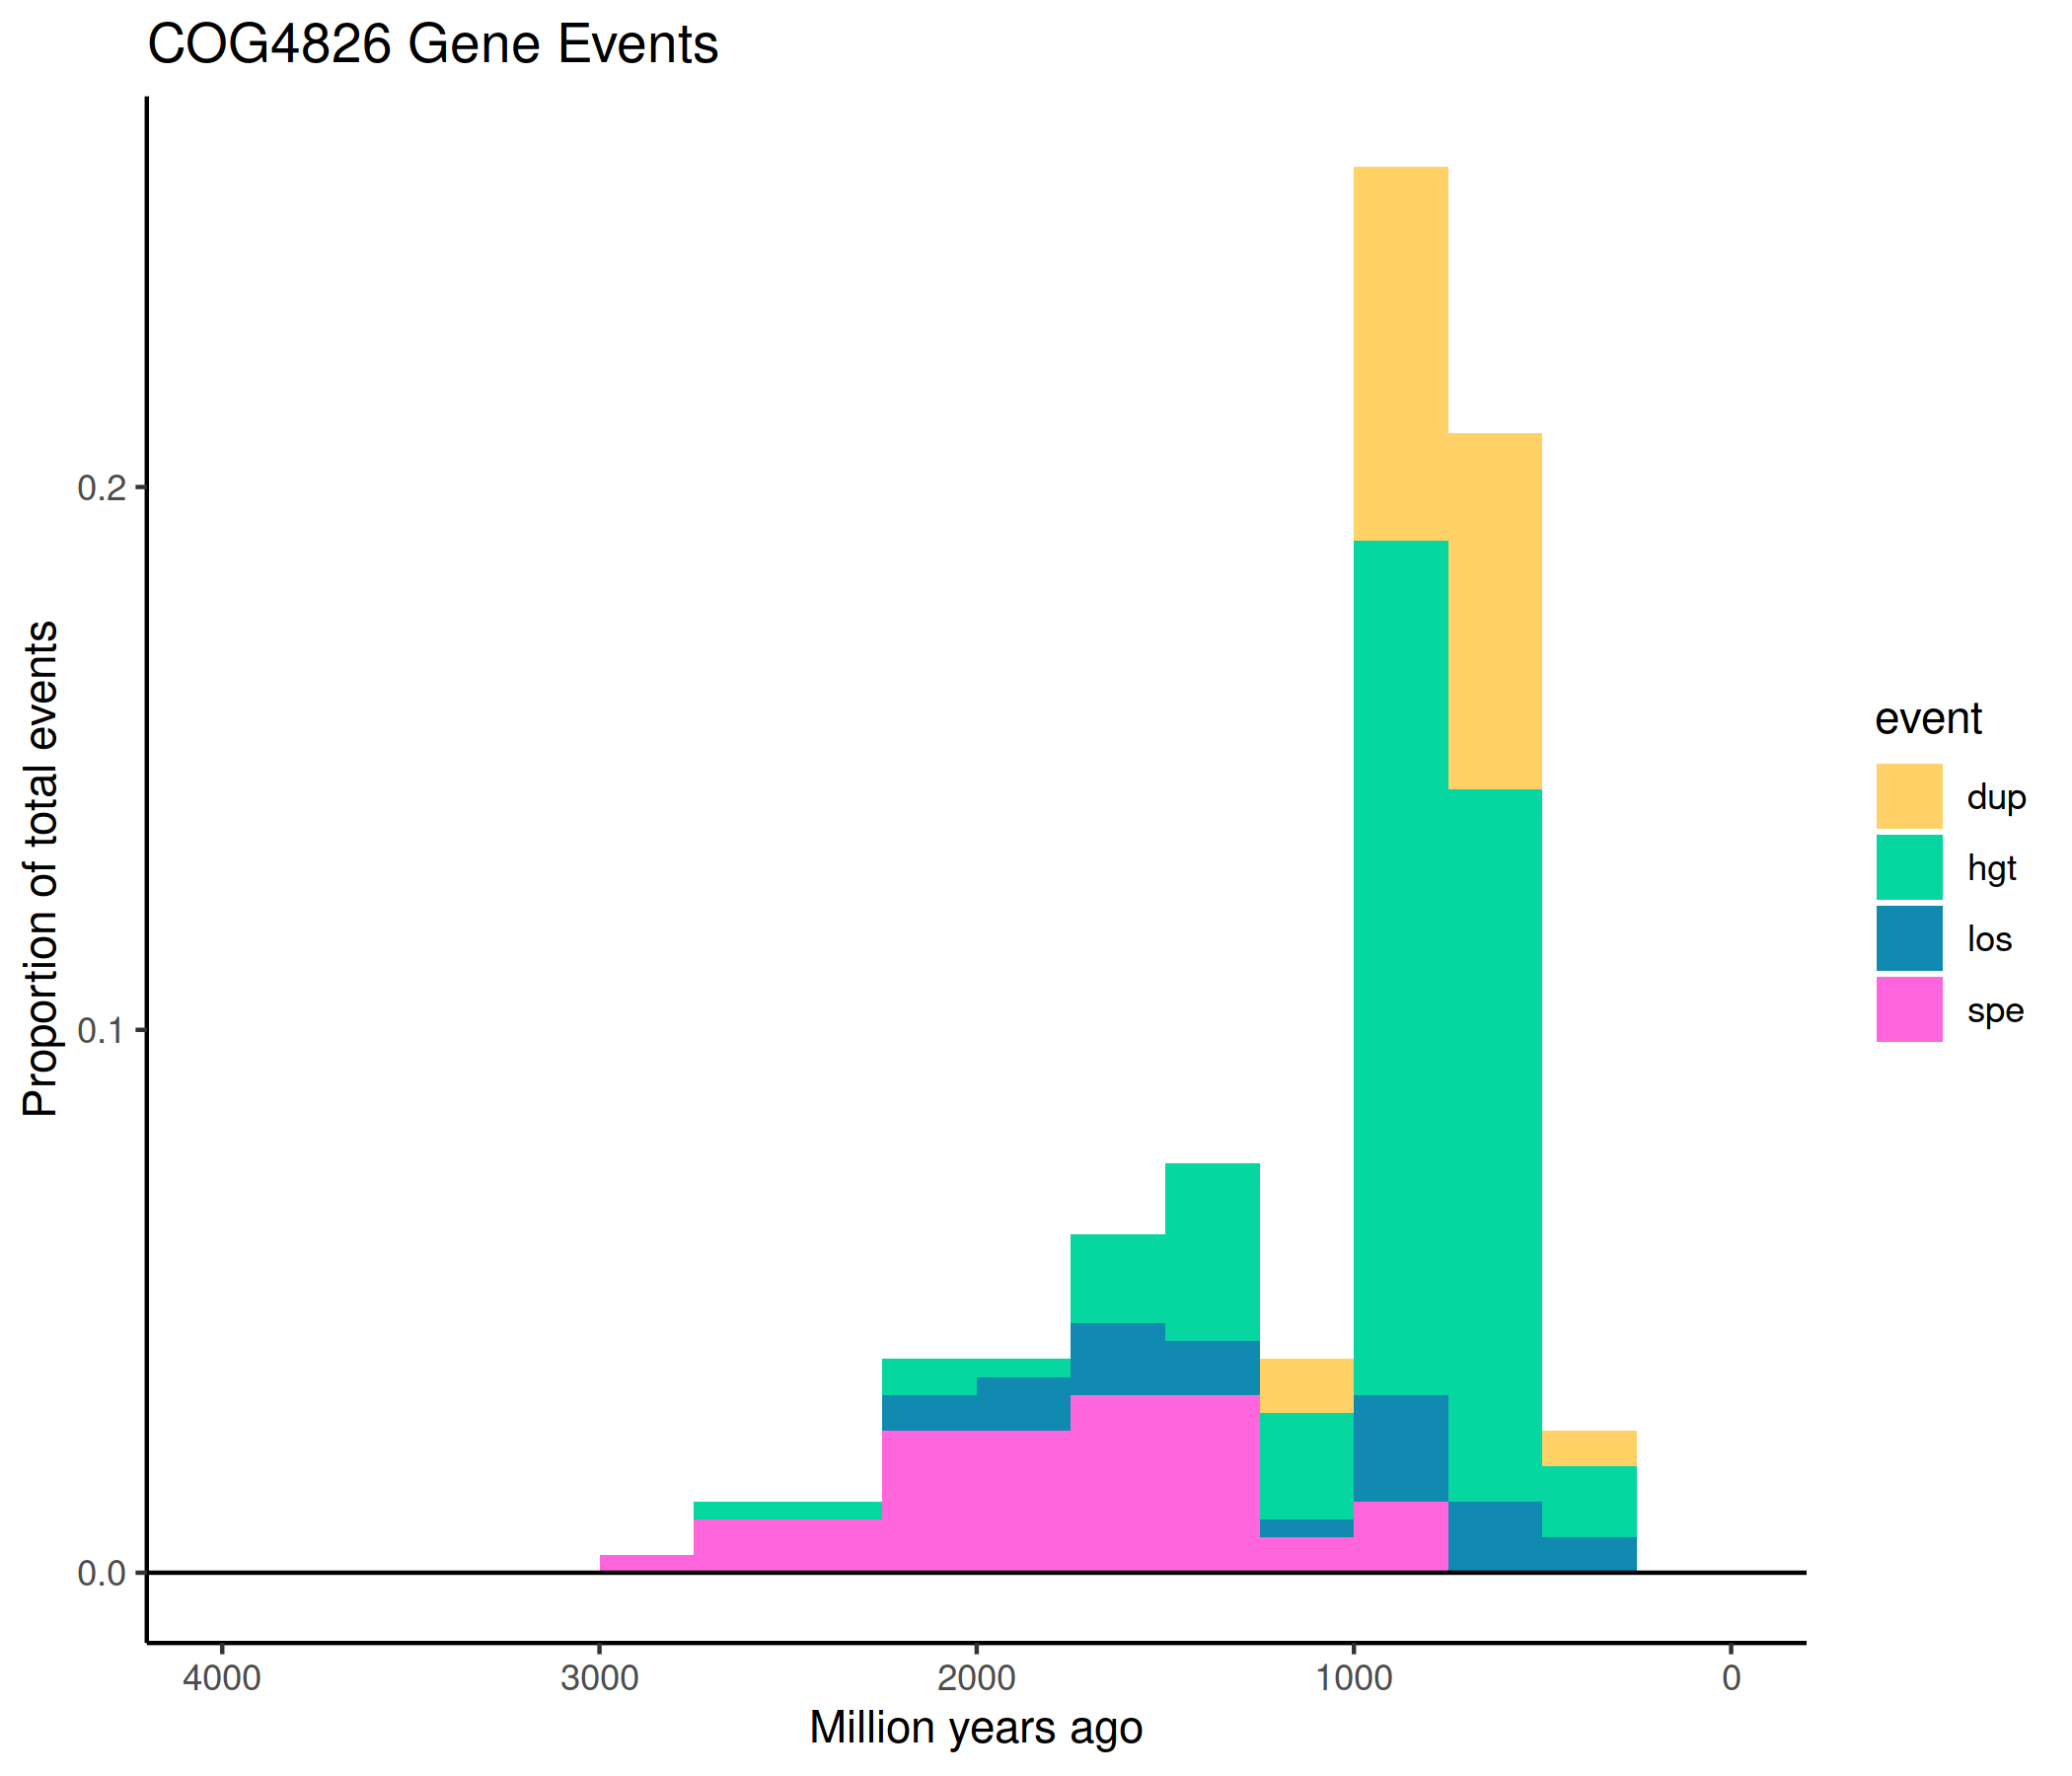 COG4826 Gene Events
Proportion of total events
0.2
0.1
0.0
4000 3000 2000 1000 0
Million years ago
event
dup
hgt
los
spe